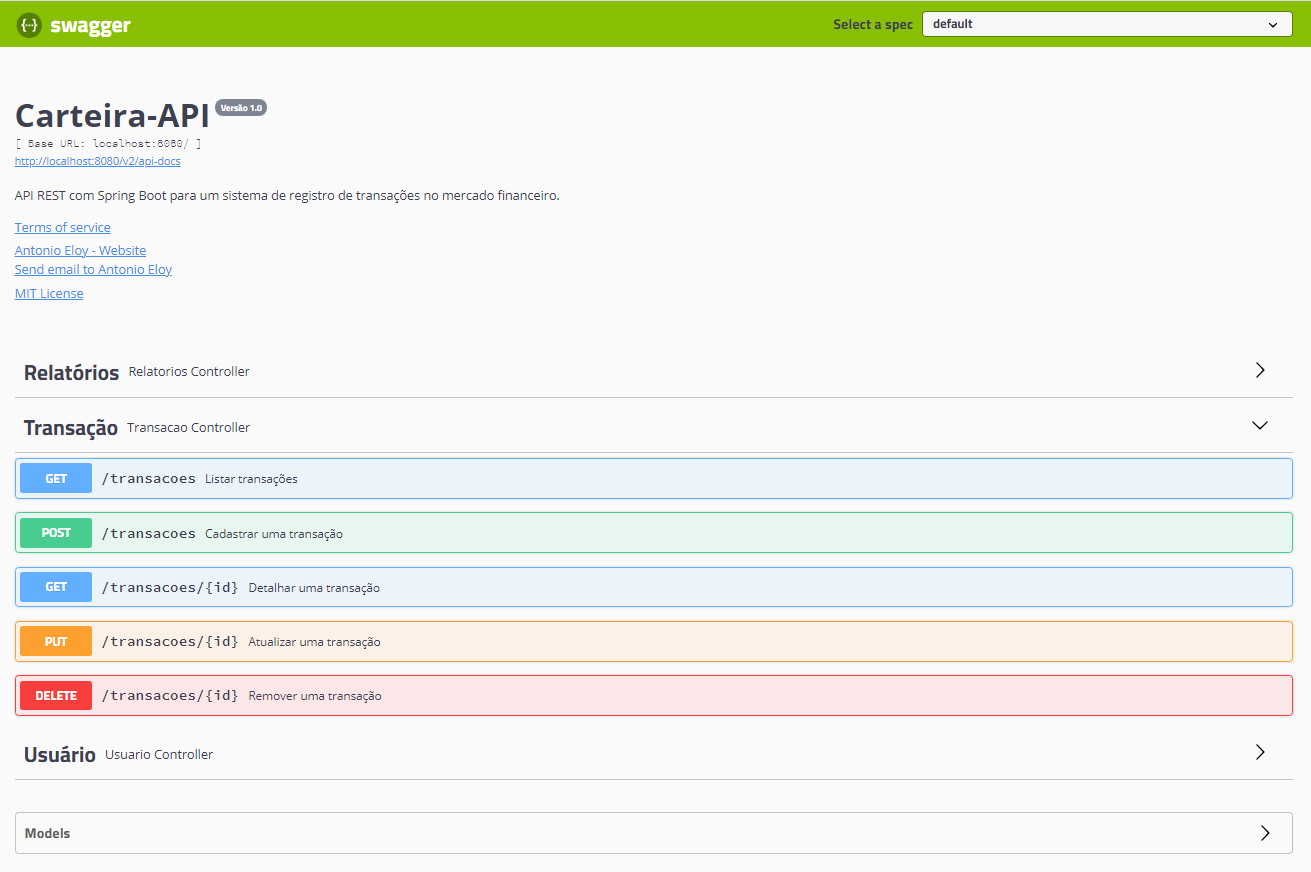 swagger
Select a spec default
Carteira-API Versão 1.0
[ Base URL: localhost:8080/ ]
http://localhost:8080/v2/api-docs
API REST com Spring Boot para um sistema de registro de transações no mercado financeiro.
Terms of service
Antonio Eloy - Website
Send email to Antonio Eloy
MIT License
Relatórios Relatorios Controller
Transação Transacao Controller
GET /transacoes Listar transações
POST /transacoes Cadastrar uma transação
GET /transacoes/{id} Detalhar uma transação
PUT /transacoes/{id} Atualizar uma transação
DELETE /transacoes/{id} Remover uma transação
Usuário Usuario Controller
Models